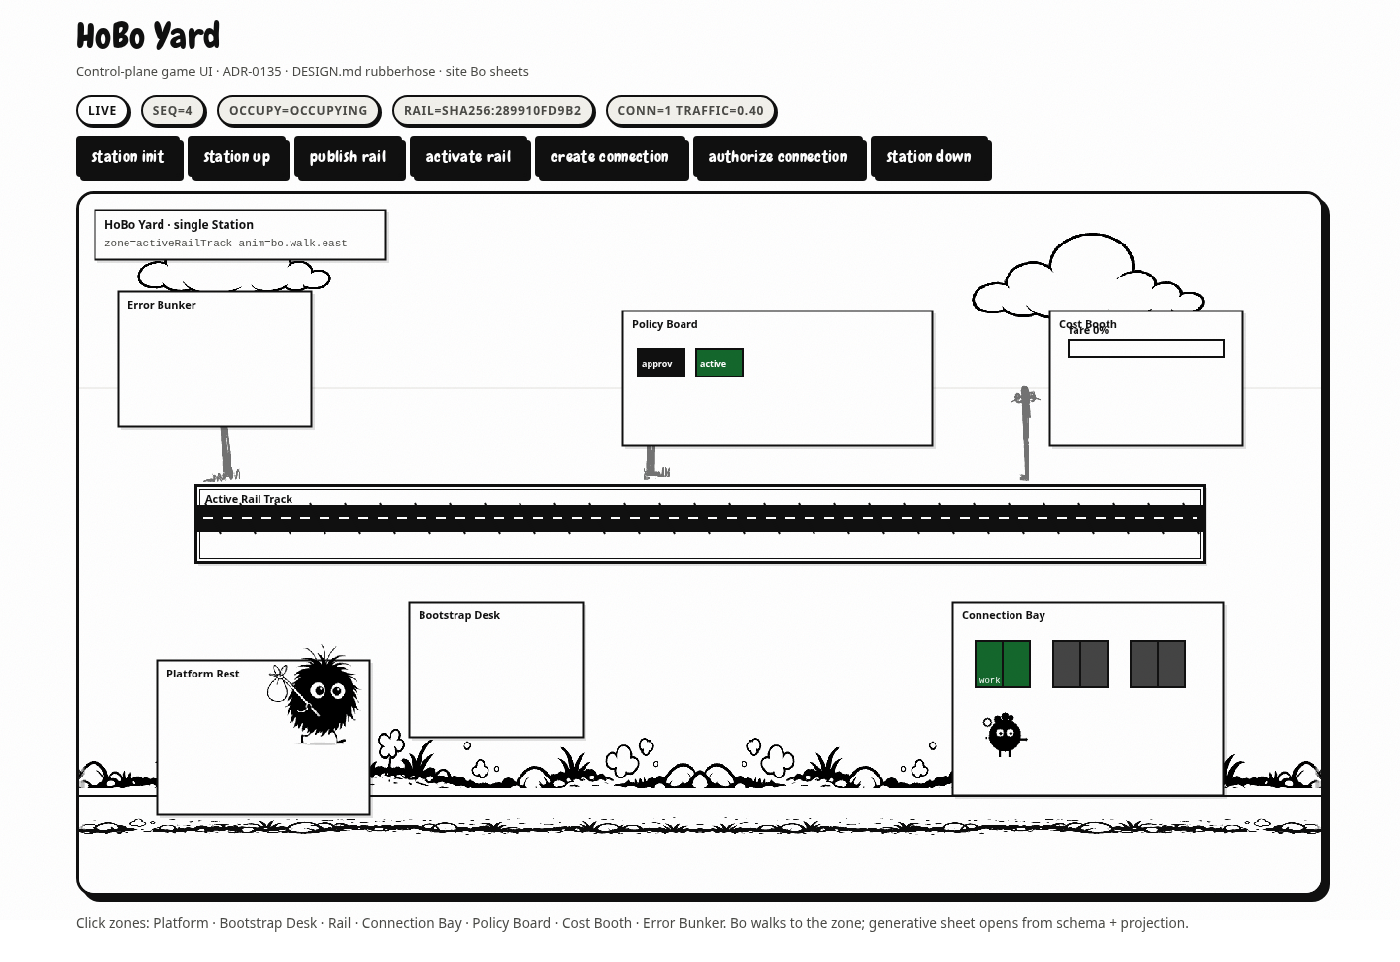 HoBo Yard
Control-plane game UI · ADR-0135 · DESIGN.md rubberhose · site Bo sheets
LIVE
SEQ=4
OCCUPY=OCCUPYING
RAIL=SHA256:289910FD9B2
CONN=1 TRAFFIC=0.40
station init
station up
publish rail
activate rail
create connection
authorize connection
station down
HoBo Yard · single Station
zone=activeRailTrack anim=bo.walk.east
Error Bunker
Policy Board
approv
active
Cost Booth
fare 0%
Active Rail Track
Bootstrap Desk
Connection Bay
work
Platform Rest
Click zones: Platform · Bootstrap Desk · Rail · Connection Bay · Policy Board · Cost Booth · Error Bunker. Bo walks to the zone; generative sheet opens from schema + projection.